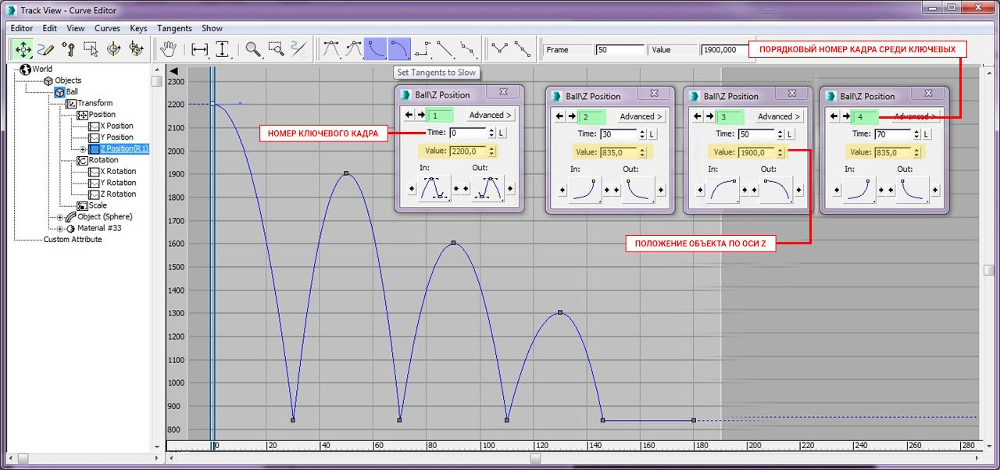 Track View - Curve Editor
Editor Edit View Curves Keys Tangents Show
Frame 50 Value 1900,000
ПОРЯДКОВЫЙ НОМЕР КАДРА СРЕДИ КЛЮЧЕВЫХ
Set Tangents to Slow
World
Objects
Ball
Transform
Position
X Position
Y Position
Z Position(R1)
Rotation
X Rotation
Y Rotation
Z Rotation
Scale
Object (Sphere)
Material #33
Custom Attribute
Ball\Z Position
1 Advanced >
Time: 0 L
Value: 2200,0
In: Out:
Ball\Z Position
2 Advanced >
Time: 30 L
Value: 835,0
In: Out:
Ball\Z Position
3 Advanced >
Time: 50 L
Value: 1900,0
In: Out:
Ball\Z Position
4 Advanced >
Time: 70 L
Value: 835,0
In: Out:
НОМЕР КЛЮЧЕВОГО КАДРА
ПОЛОЖЕНИЕ ОБЪЕКТА ПО ОСИ Z
2300
2200
2100
2000
1900
1800
1700
1600
1500
1400
1300
1200
1100
1000
900
800
0 20 40 60 80 100 120 140 160 180 200 220 240 260 280